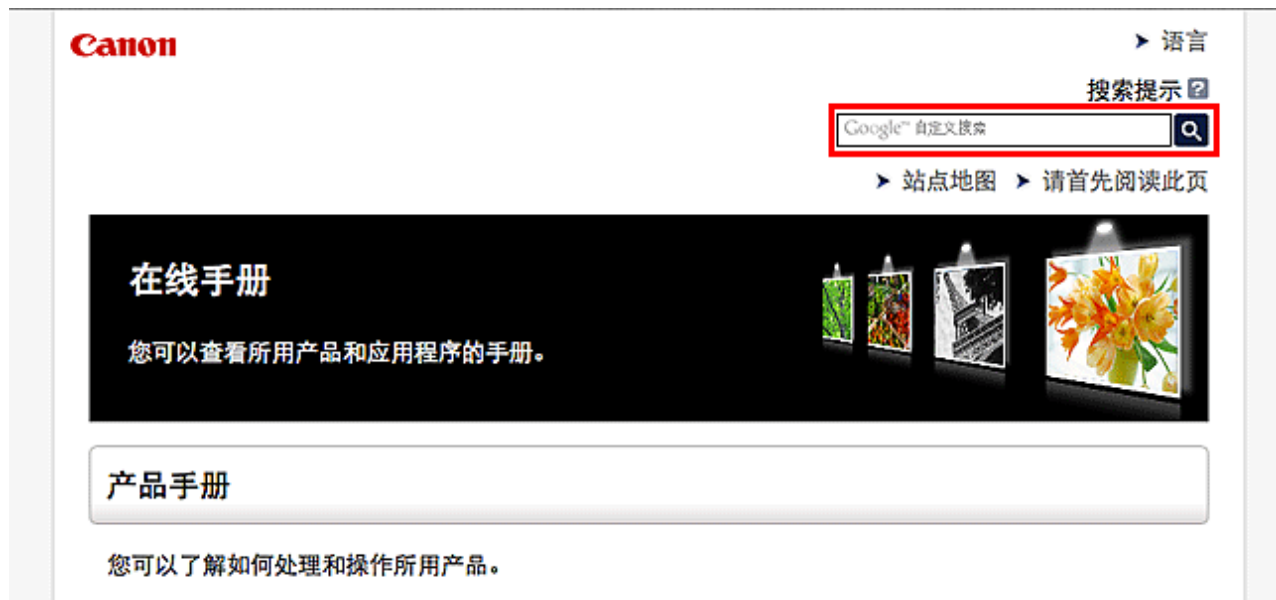 Canon
➤ 语言
搜索提示 ?
Google™ 自定义搜索
➤ 站点地图 ➤ 请首先阅读此页
在线手册
您可以查看所用产品和应用程序的手册。
产品手册
您可以了解如何处理和操作所用产品。